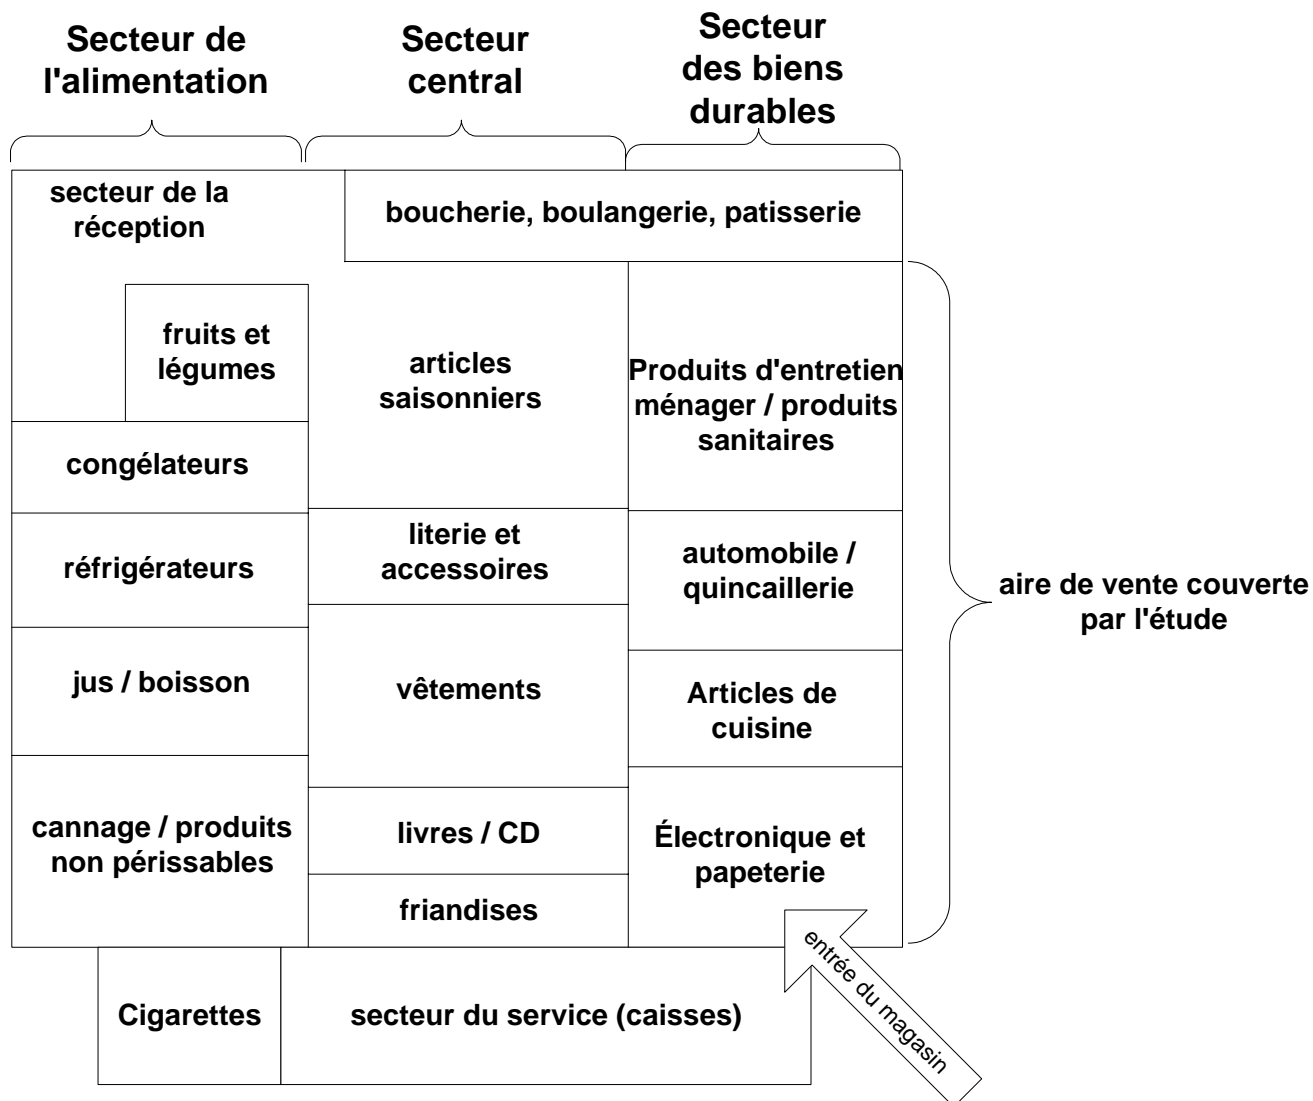 Secteur de
l'alimentation
Secteur
central
Secteur
des biens
durables
secteur de la
réception
boucherie, boulangerie, patisserie
fruits et
légumes
articles
saisonniers
Produits d'entretien
ménager / produits
sanitaires
congélateurs
literie et
accessoires
réfrigérateurs
automobile /
quincaillerie
aire de vente couverte
par l'étude
jus / boisson
vêtements
Articles de
cuisine
cannage / produits
non périssables
livres / CD
Électronique et
papeterie
friandises
entrée du magasin
Cigarettes
secteur du service (caisses)